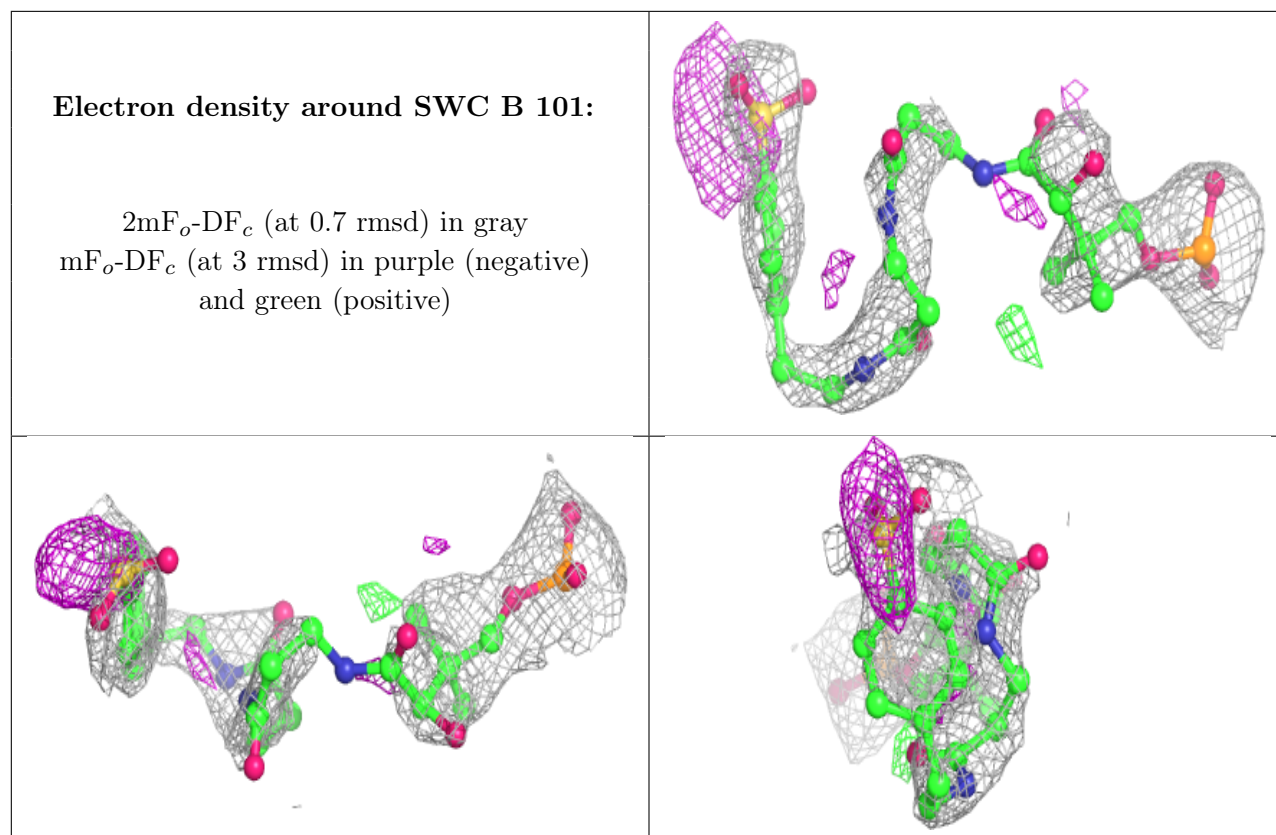 Electron density around SWC B 101:
2mFo-DFc (at 0.7 rmsd) in gray
mFo-DFc (at 3 rmsd) in purple (negative)
and green (positive)